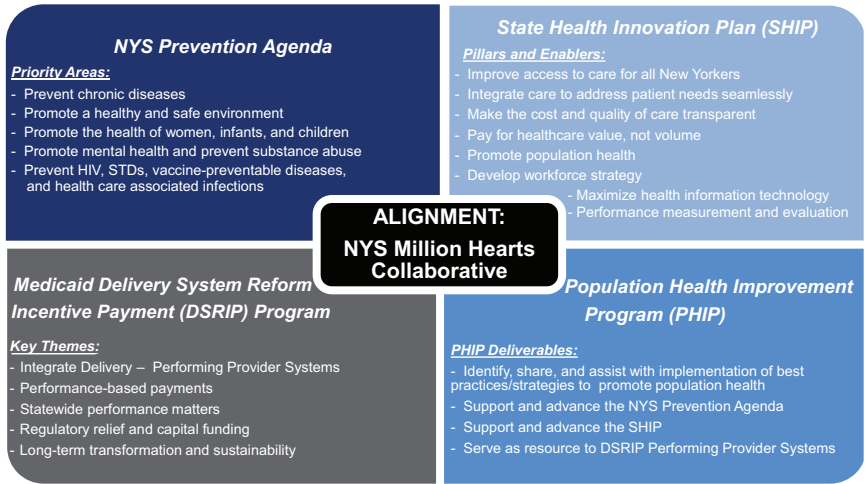 NYS Prevention Agenda
Priority Areas:
- Prevent chronic diseases
- Promote a healthy and safe environment
- Promote the health of women, infants, and children
- Promote mental health and prevent substance abuse
- Prevent HIV, STDs, vaccine-preventable diseases,
and health care associated infections
State Health Innovation Plan (SHIP)
Pillars and Enablers:
- Improve access to care for all New Yorkers
- Integrate care to address patient needs seamlessly
- Make the cost and quality of care transparent
- Pay for healthcare value, not volume
- Promote population health
- Develop workforce strategy
- Maximize health information technology
- Performance measurement and evaluation
ALIGNMENT:
NYS Million Hearts
Collaborative
Medicaid Delivery System Reform
Incentive Payment (DSRIP) Program
Key Themes:
- Integrate Delivery – Performing Provider Systems
- Performance-based payments
- Statewide performance matters
- Regulatory relief and capital funding
- Long-term transformation and sustainability
Population Health Improvement
Program (PHIP)
PHIP Deliverables:
- Identify, share, and assist with implementation of best
practices/strategies to promote population health
- Support and advance the NYS Prevention Agenda
- Support and advance the SHIP
- Serve as resource to DSRIP Performing Provider Systems